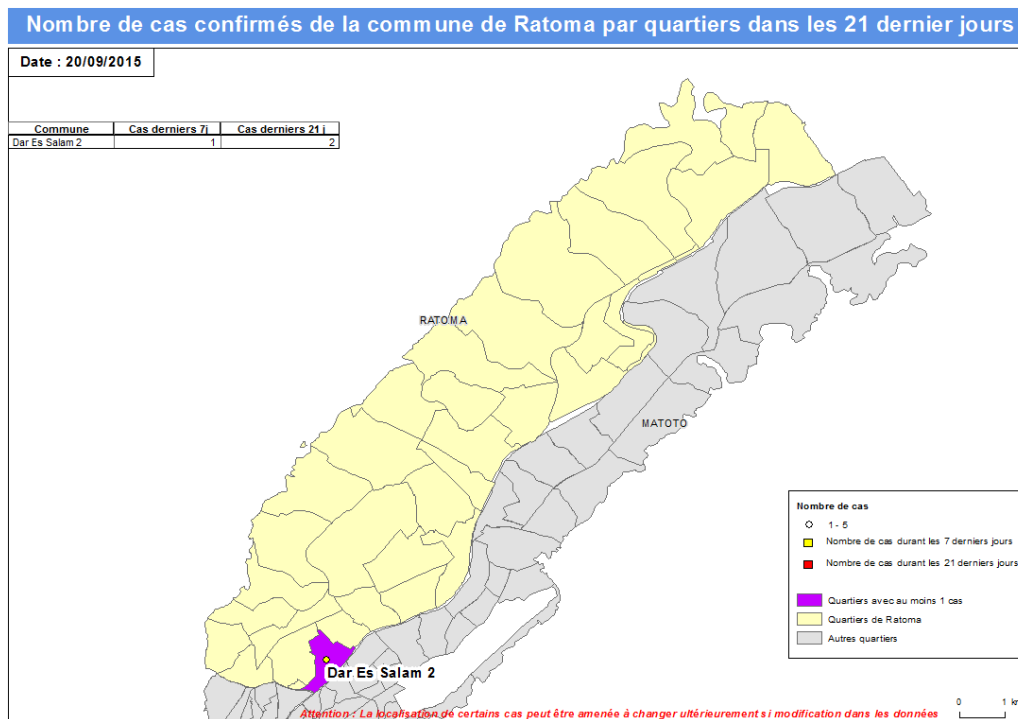 Nombre de cas confirmés de la commune de Ratoma par quartiers dans les 21 dernier jours
Date : 20/09/2015
Commune Cas derniers 7j Cas derniers 21 j
Dar Es Salam 2 1 2
RATOMA
MATOTO
Nombre de cas
1 - 5
Nombre de cas durant les 7 derniers jours
Nombre de cas durant les 21 derniers jours
Quartiers avec au moins 1 cas
Quartiers de Ratoma
Autres quartiers
Dar Es Salam 2
0 1 km
Attention : La localisation de certains cas peut être amenée à changer ultérieurement si modification dans les données